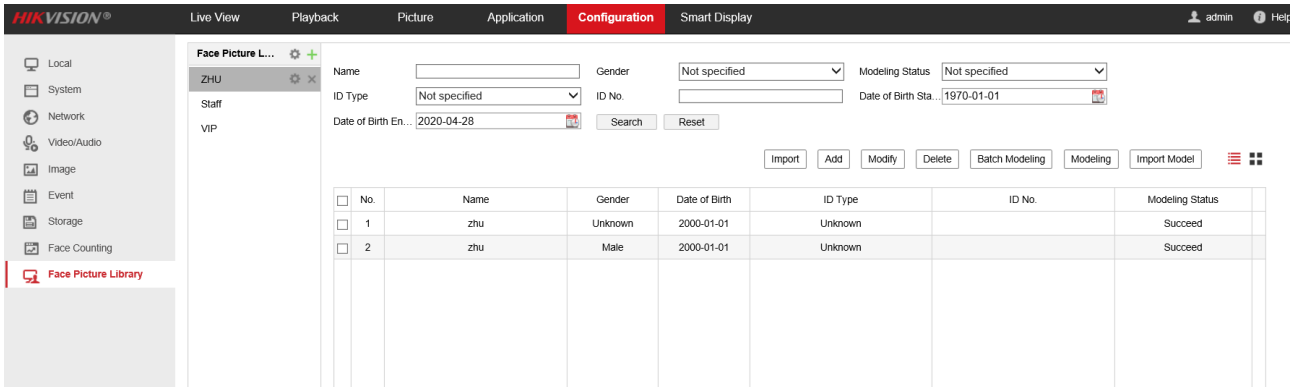 HIKVISION® Live View Playback Picture Application Configuration Smart Display admin Help
Local
System
Network
Video/Audio
Image
Event
Storage
Face Counting
Face Picture Library
Face Picture L...
ZHU
Staff
VIP
Name Gender Not specified Modeling Status Not specified
ID Type Not specified ID No. Date of Birth Sta... 1970-01-01
Date of Birth En... 2020-04-28 Search Reset
Import Add Modify Delete Batch Modeling Modeling Import Model
No. Name Gender Date of Birth ID Type ID No. Modeling Status
1 zhu Unknown 2000-01-01 Unknown Succeed
2 zhu Male 2000-01-01 Unknown Succeed